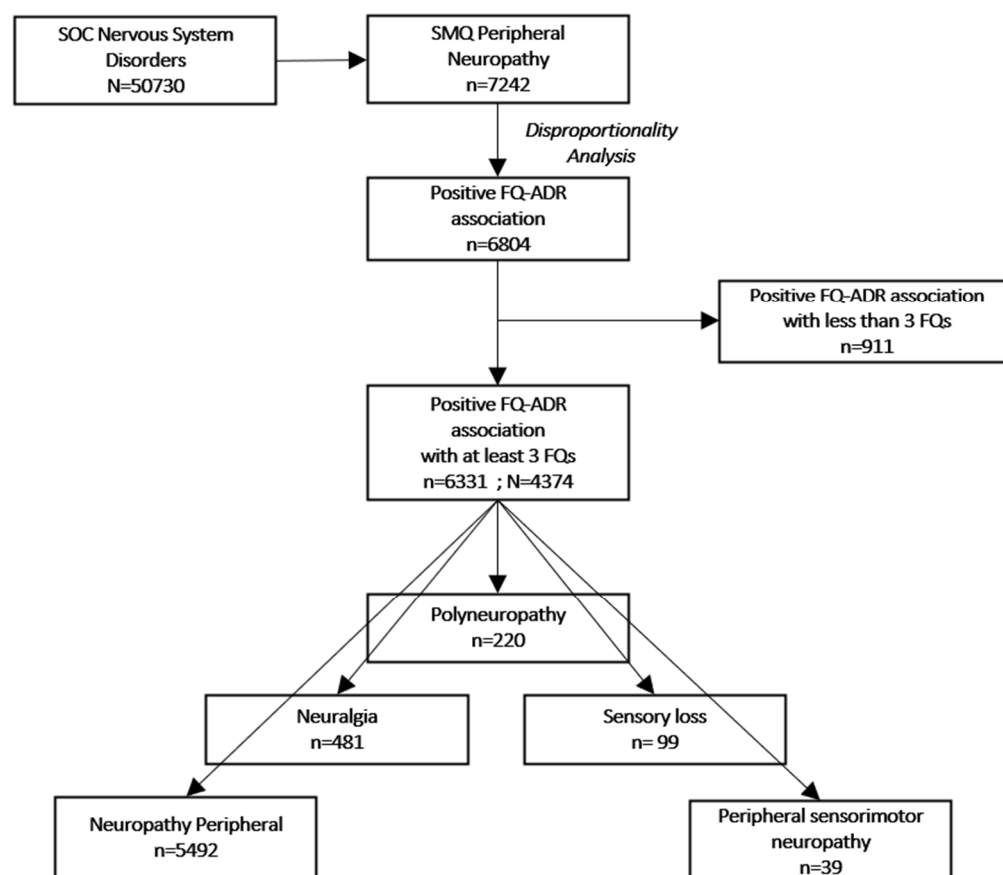 SOC Nervous System
Disorders
N=50730
SMQ Peripheral
Neuropathy
n=7242
Disproportionality
Analysis
Positive FQ-ADR
association
n=6804
Positive FQ-ADR association
with less than 3 FQs
n=911
Positive FQ-ADR
association
with at least 3 FQs
n=6331 ; N=4374
Polyneuropathy
n=220
Neuralgia
n=481
Sensory loss
n= 99
Neuropathy Peripheral
n=5492
Peripheral sensorimotor
neuropathy
n=39